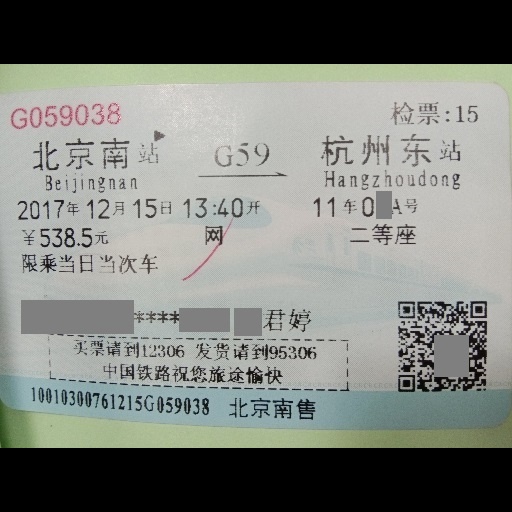 G059038 检票:15
北京南站 G59 杭州东站
Beijingnan Hangzhoudong
2017年12月15日13:40开 11车0A号
￥538.5元 网 二等座
限乘当日当次车
**** 君婷
买票请到12306 发货请到95306
中国铁路祝您旅途愉快
10010300761215G059038 北京南售